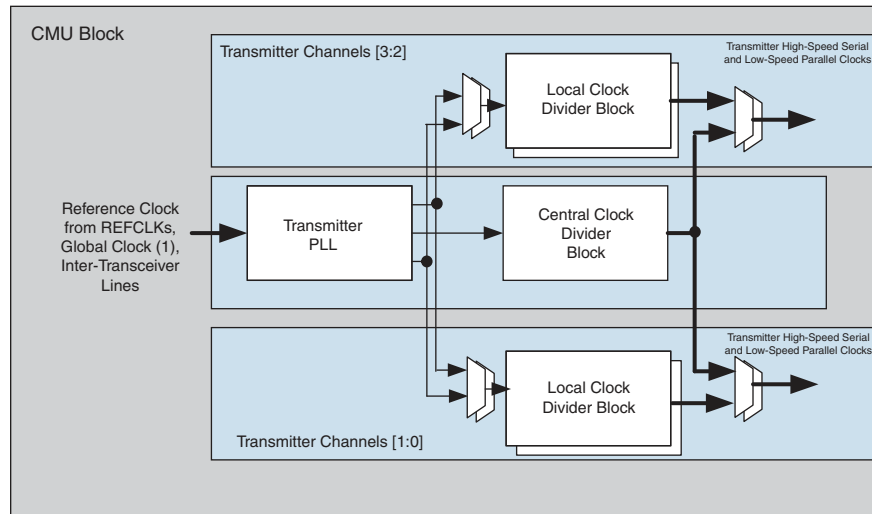 CMU Block
Transmitter Channels [3:2]
Transmitter High-Speed Serial
and Low-Speed Parallel Clocks
Local Clock
Divider Block
Reference Clock
from REFCLKs,
Global Clock (1),
Inter-Transceiver
Lines
Transmitter
PLL
Central Clock
Divider
Block
Transmitter High-Speed Serial
and Low-Speed Parallel Clocks
Local Clock
Divider Block
Transmitter Channels [1:0]